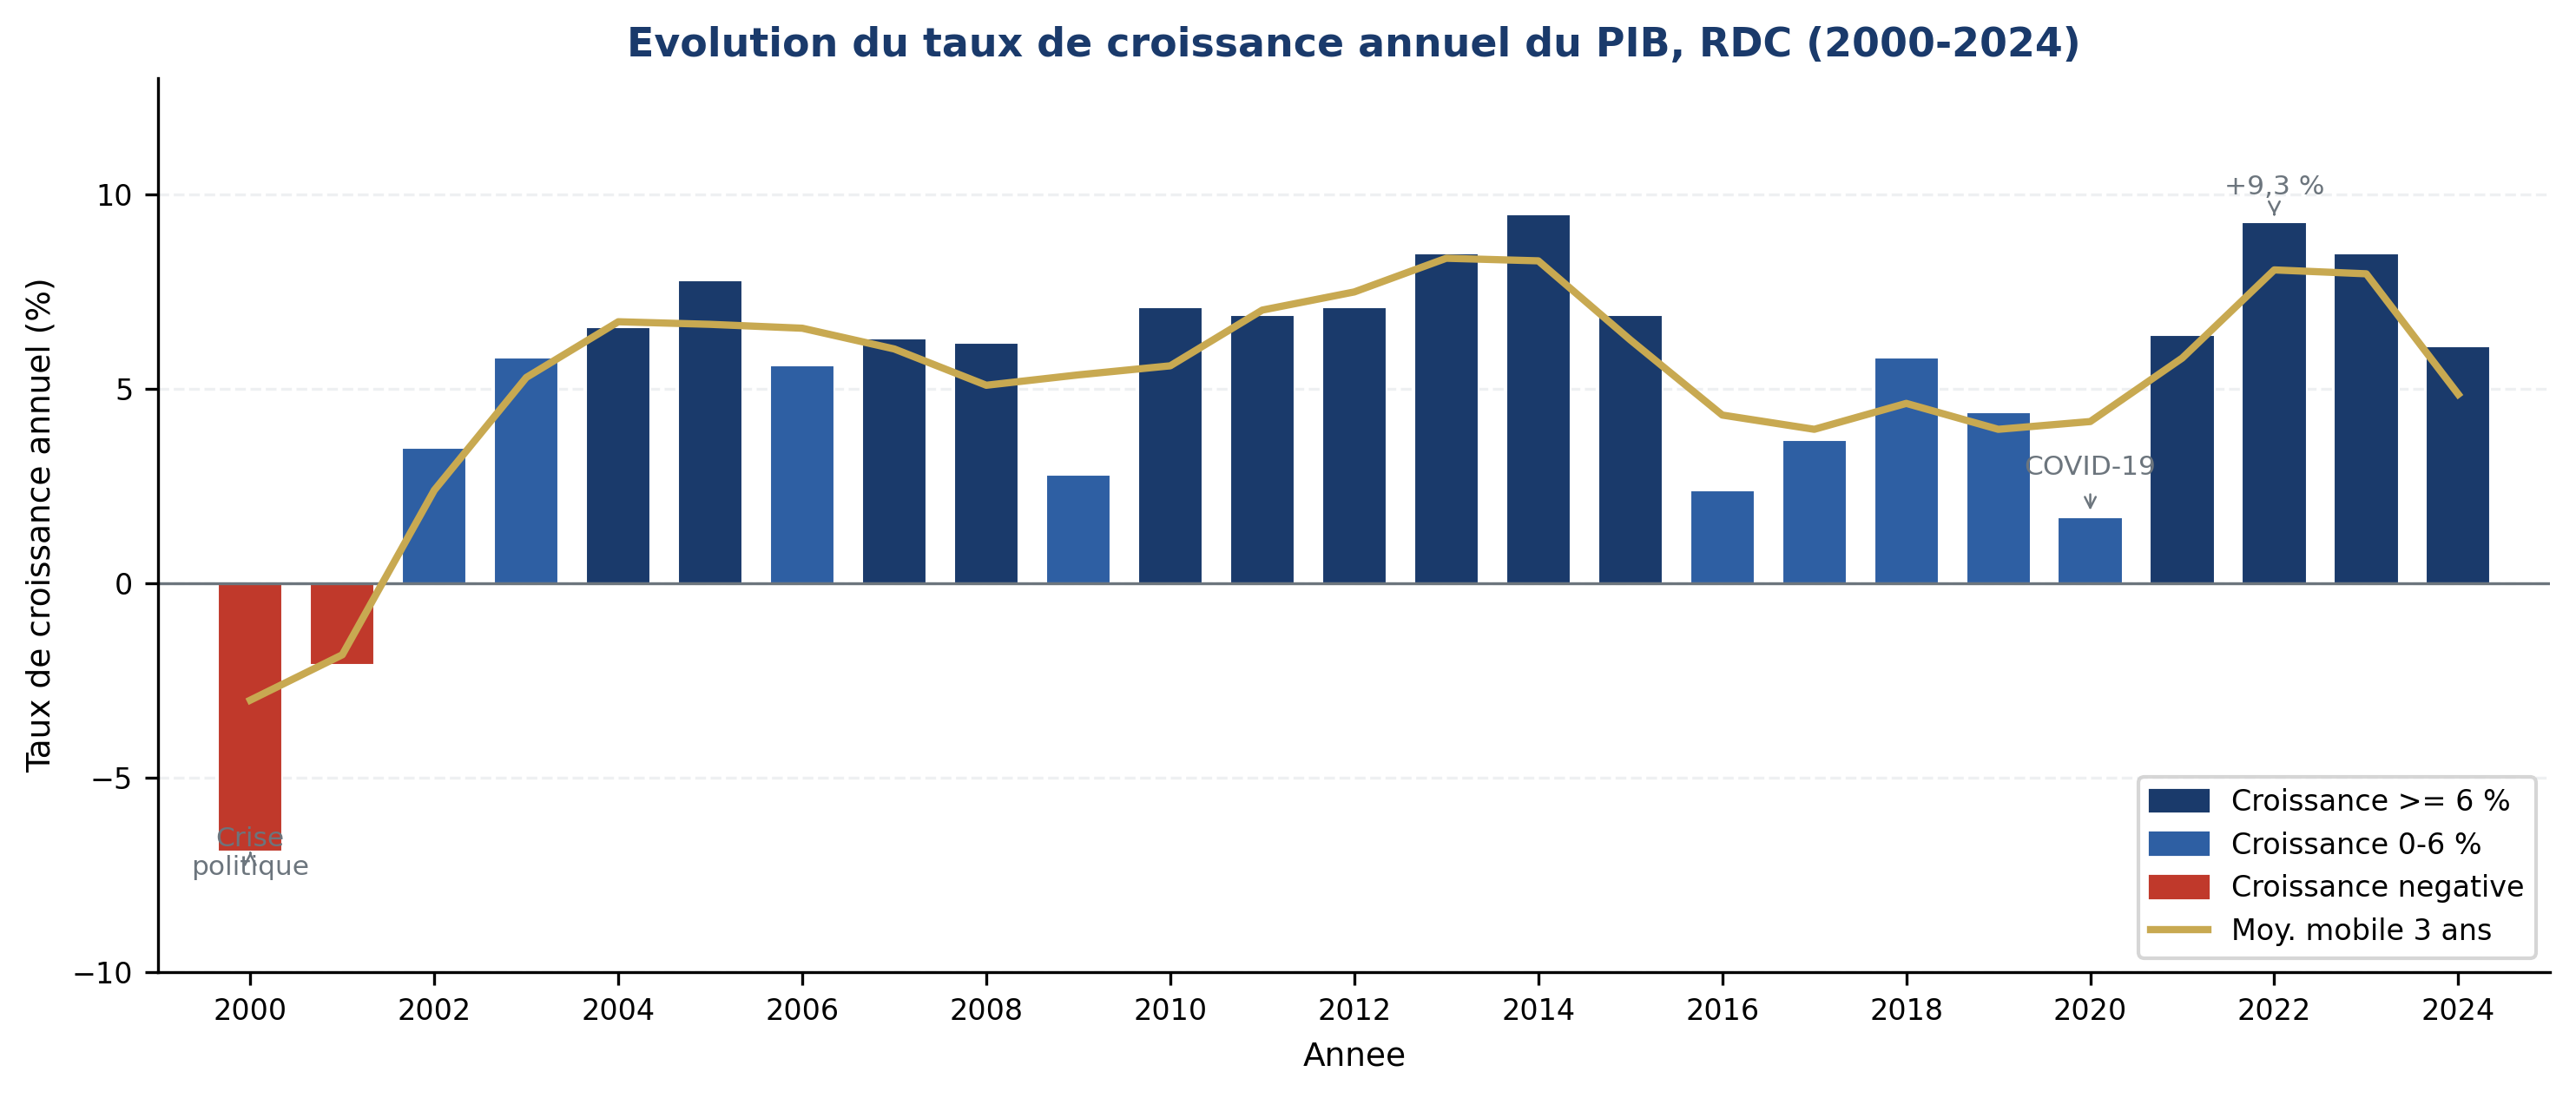 Evolution du taux de croissance annuel du PIB, RDC (2000-2024)
Taux de croissance annuel (%)
10
5
0
−5
−10
+9,3 %
COVID-19
Crise
politique
Croissance >= 6 %
Croissance 0-6 %
Croissance negative
Moy. mobile 3 ans
2000 2002 2004 2006 2008 2010 2012 2014 2016 2018 2020 2022 2024
Annee